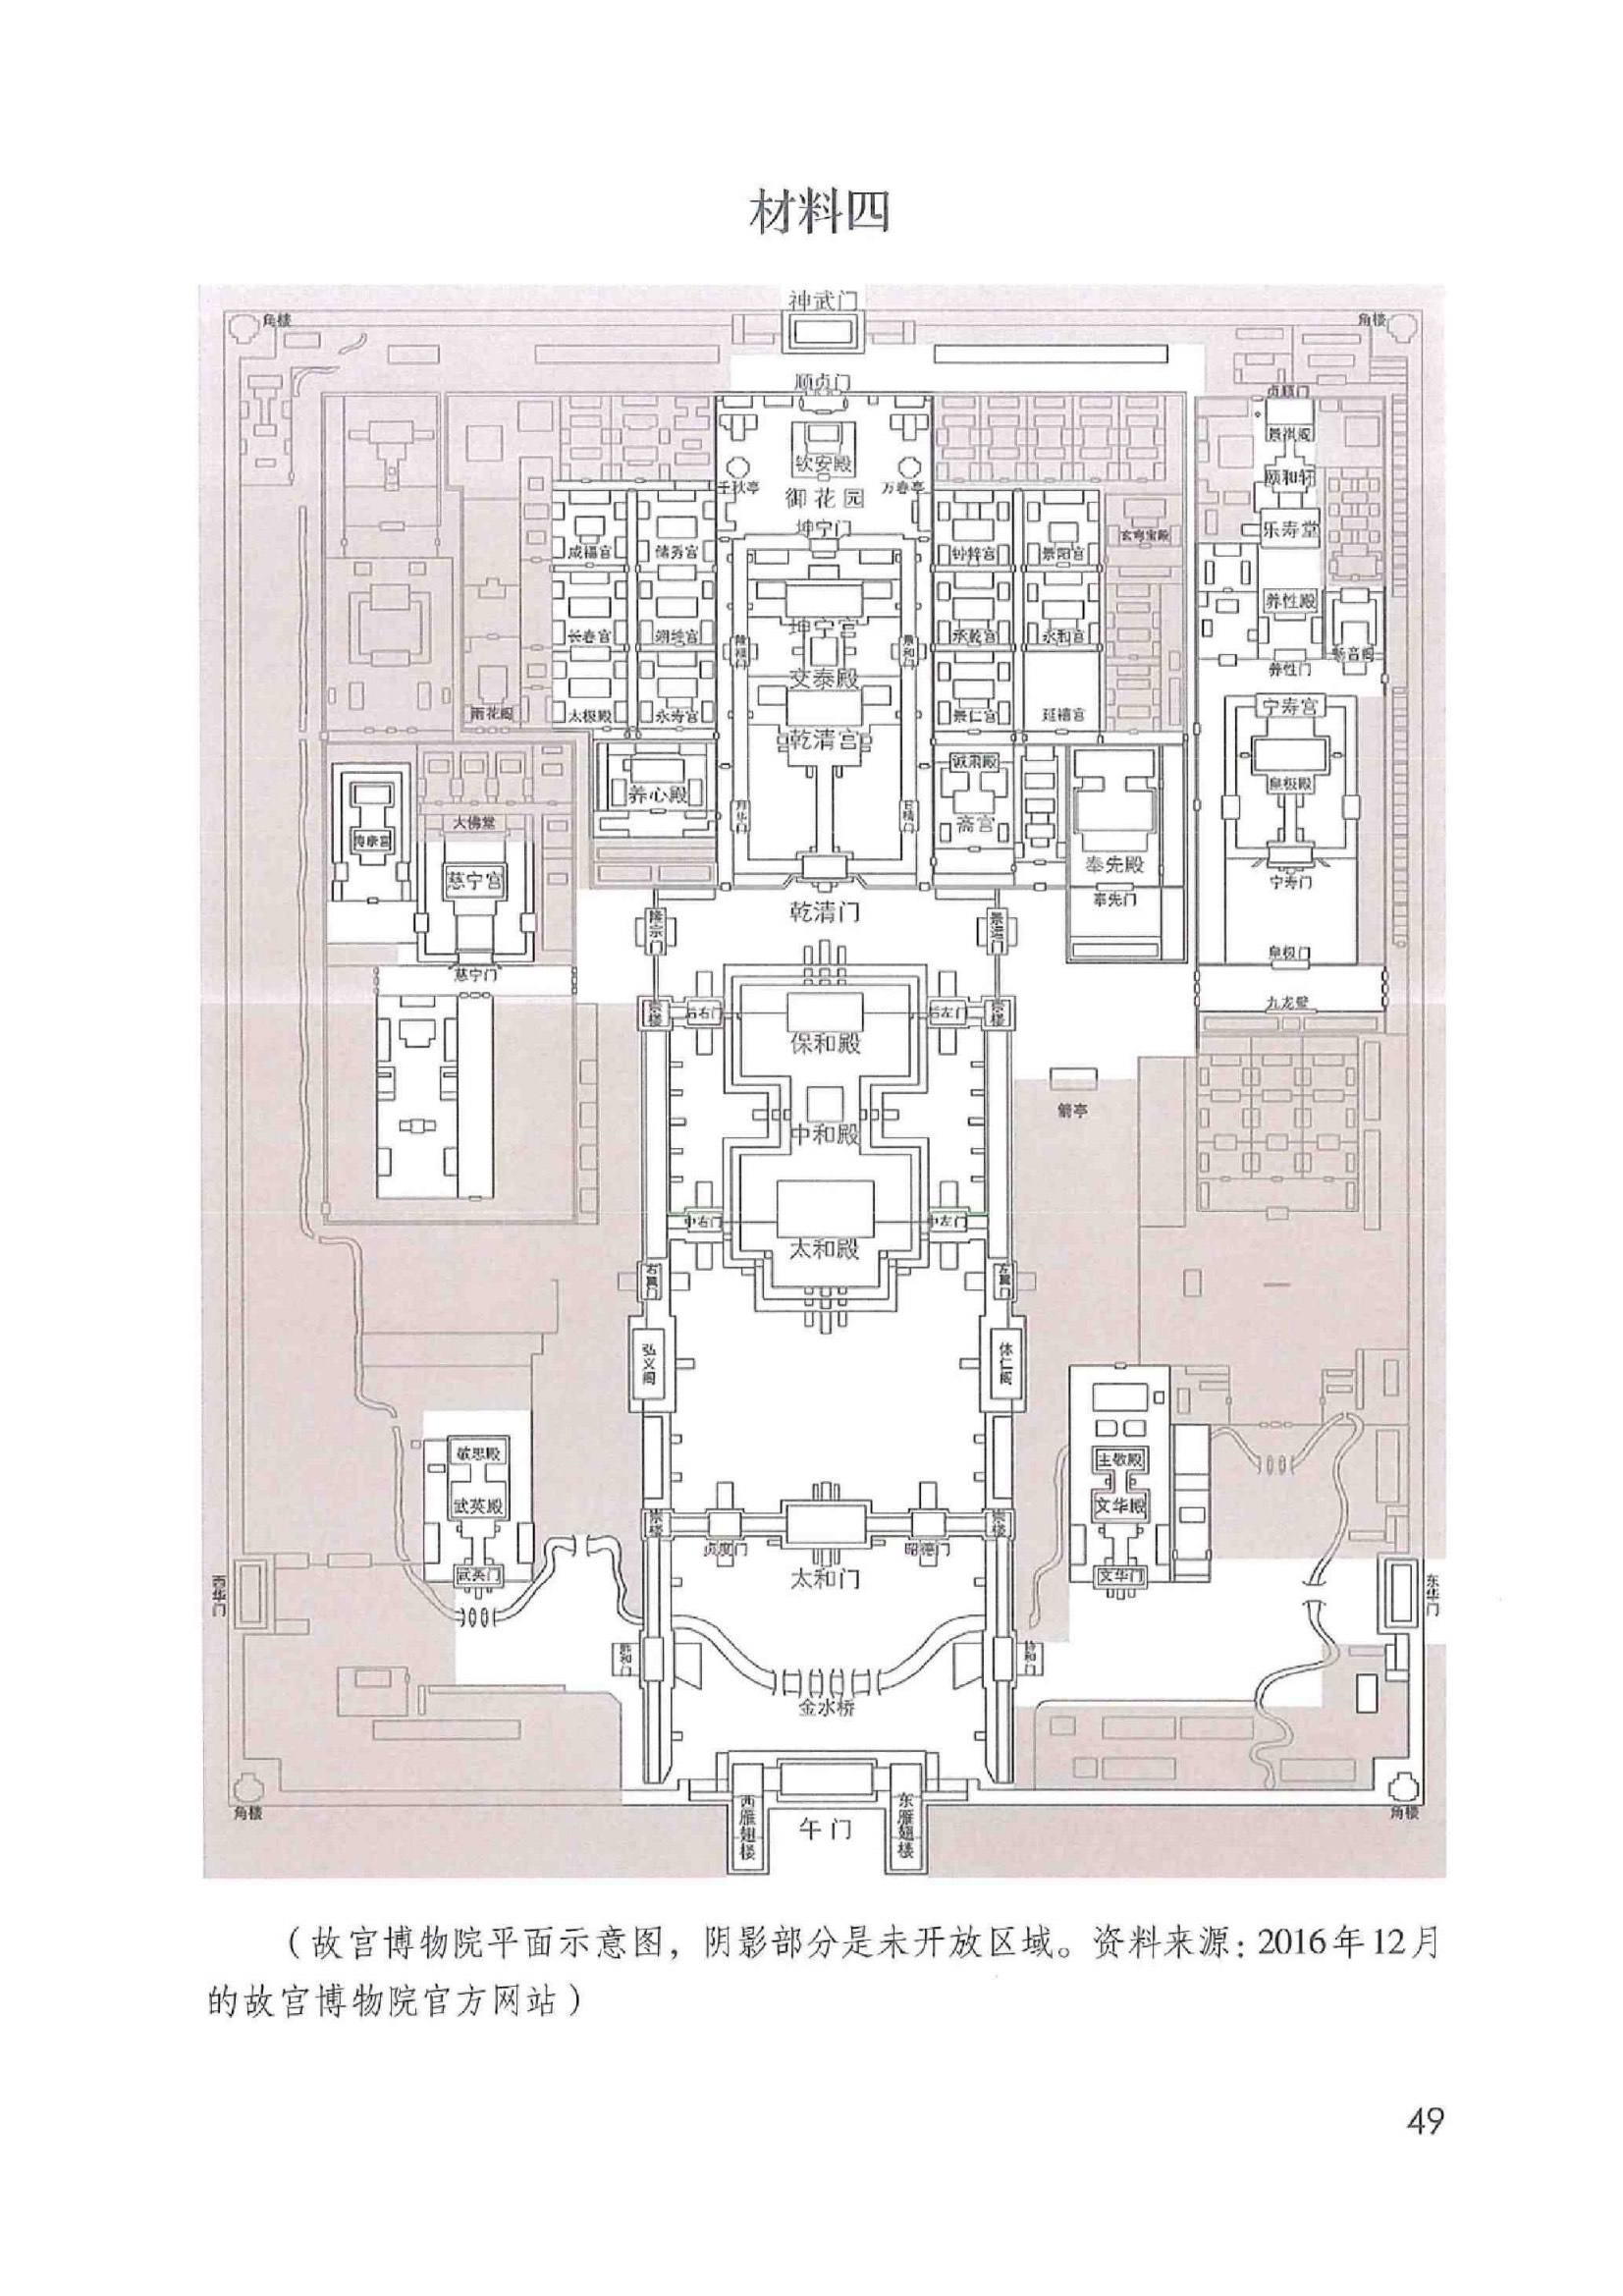 材料四
神武门
角楼
角楼
顺贞门
贞顺门
钦安殿
景祺阁
千秋亭
御花园
万春亭
颐和轩
坤宁门
乐寿堂
咸福宫
储秀宫
钟粹宫
景阳宫
玄穹宝殿
养性殿
坤宁宫
长春宫
翊坤宫
隆福门
景和门
承乾宫
永和宫
畅音阁
交泰殿
养性门
雨花阁
太极殿
永寿宫
景仁宫
延禧宫
宁寿宫
乾清宫
诚肃殿
皇极殿
养心殿
月华门
日精门
斋宫
大佛堂
寿康宫
慈宁宫
奉先殿
宁寿门
奉先门
乾清门
隆宗门
景运门
皇极门
慈宁门
九龙壁
崇楼
后右门
后左门
崇楼
保和殿
箭亭
中和殿
中右门
中左门
太和殿
右翼门
左翼门
弘义阁
体仁阁
敬思殿
主敬殿
武英殿
文华殿
崇楼
崇楼
贞度门
昭德门
武英门
太和门
文华门
西华门
东华门
熙和门
协和门
金水桥
角楼
西雁翅楼
午门
东雁翅楼
角楼
（故宫博物院平面示意图，阴影部分是未开放区域。资料来源：2016年12月
的故宫博物院官方网站）
49